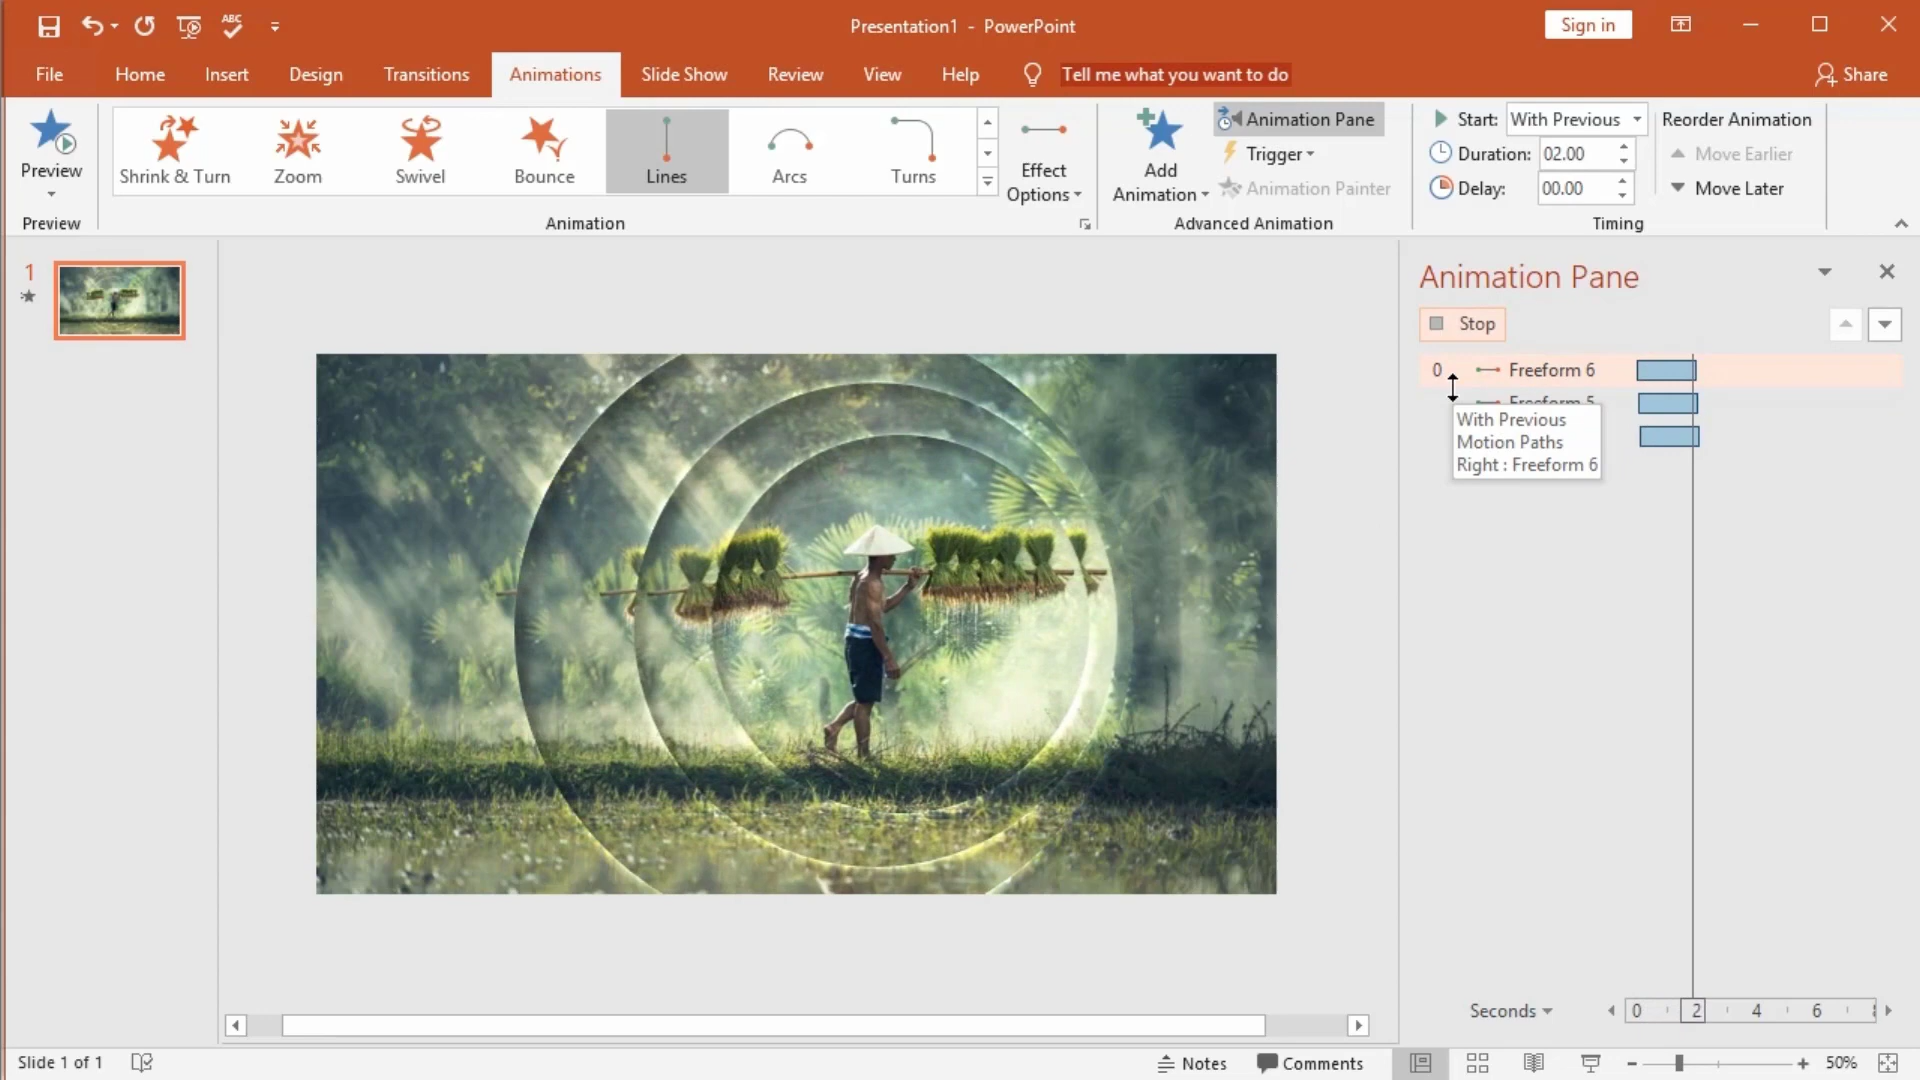 ABC
Presentation1 - PowerPoint
Sign in
File Home Insert Design Transitions Animations Slide Show Review View Help Tell me what you want to do Share
Preview
Shrink & Turn Zoom Swivel Bounce Lines Arcs Turns
Effect Options
Add Animation
Animation Pane
Trigger
Animation Painter
Start: With Previous
Duration: 02.00
Delay: 00.00
Reorder Animation
Move Earlier
Move Later
Preview Animation Advanced Animation Timing
1
Animation Pane
Stop
0 Freeform 6
Freeform 5
With Previous
Motion Paths
Right : Freeform 6
Seconds 0 2 4 6
Slide 1 of 1 Notes Comments 50%